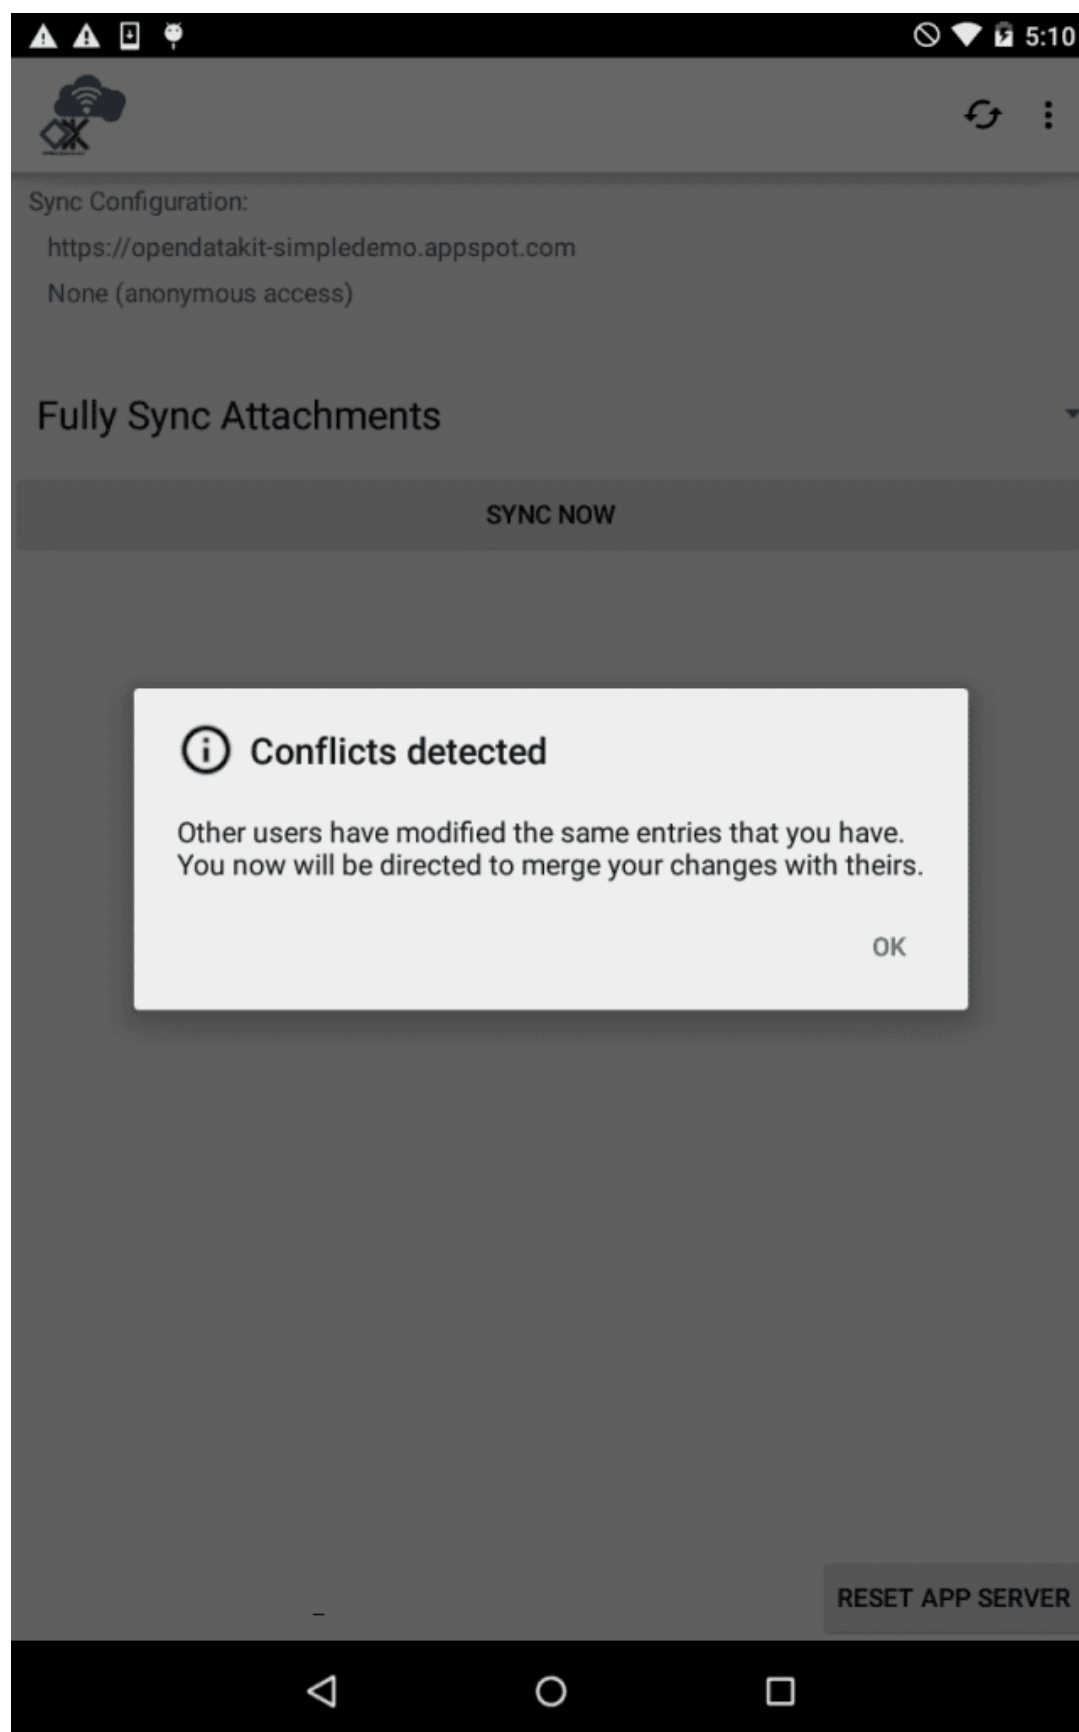 5:10
Sync Configuration:
https://opendatakit-simpledemo.appspot.com
None (anonymous access)
Fully Sync Attachments
SYNC NOW
Conflicts detected
Other users have modified the same entries that you have.
You now will be directed to merge your changes with theirs.
OK
RESET APP SERVER